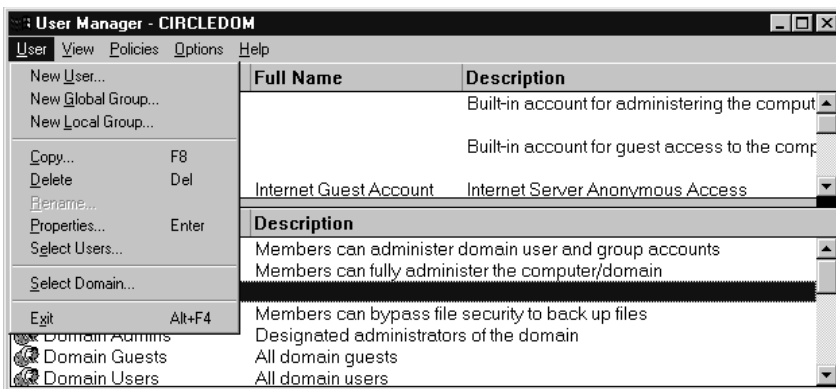 User Manager - CIRCLEDOM
User View Policies Options Help
New User...
New Global Group...
New Local Group...
Copy... F8
Delete Del
Rename...
Properties... Enter
Select Users...
Select Domain...
Exit Alt+F4
Full Name Description
Built-in account for administering the comput
Built-in account for guest access to the comp
Internet Guest Account Internet Server Anonymous Access
Description
Members can administer domain user and group accounts
Members can fully administer the computer/domain
Members can bypass file security to back up files
Domain Admins Designated administrators of the domain
Domain Guests All domain guests
Domain Users All domain users